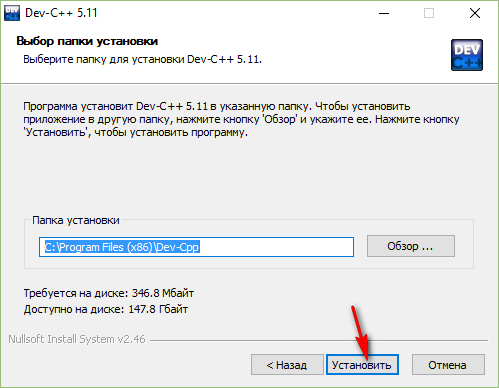 Dev-C++ 5.11
Выбор папки установки
Выберите папку для установки Dev-C++ 5.11.
DEV
C++
Программа установит Dev-C++ 5.11 в указанную папку. Чтобы установить
приложение в другую папку, нажмите кнопку 'Обзор' и укажите ее. Нажмите кнопку
'Установить', чтобы установить программу.
Папка установки
C:\Program Files (x86)\Dev-Cpp
Обзор ...
Требуется на диске: 346.8 Мбайт
Доступно на диске: 147.8 Гбайт
Nullsoft Install System v2.46
< Назад
Установить
Отмена